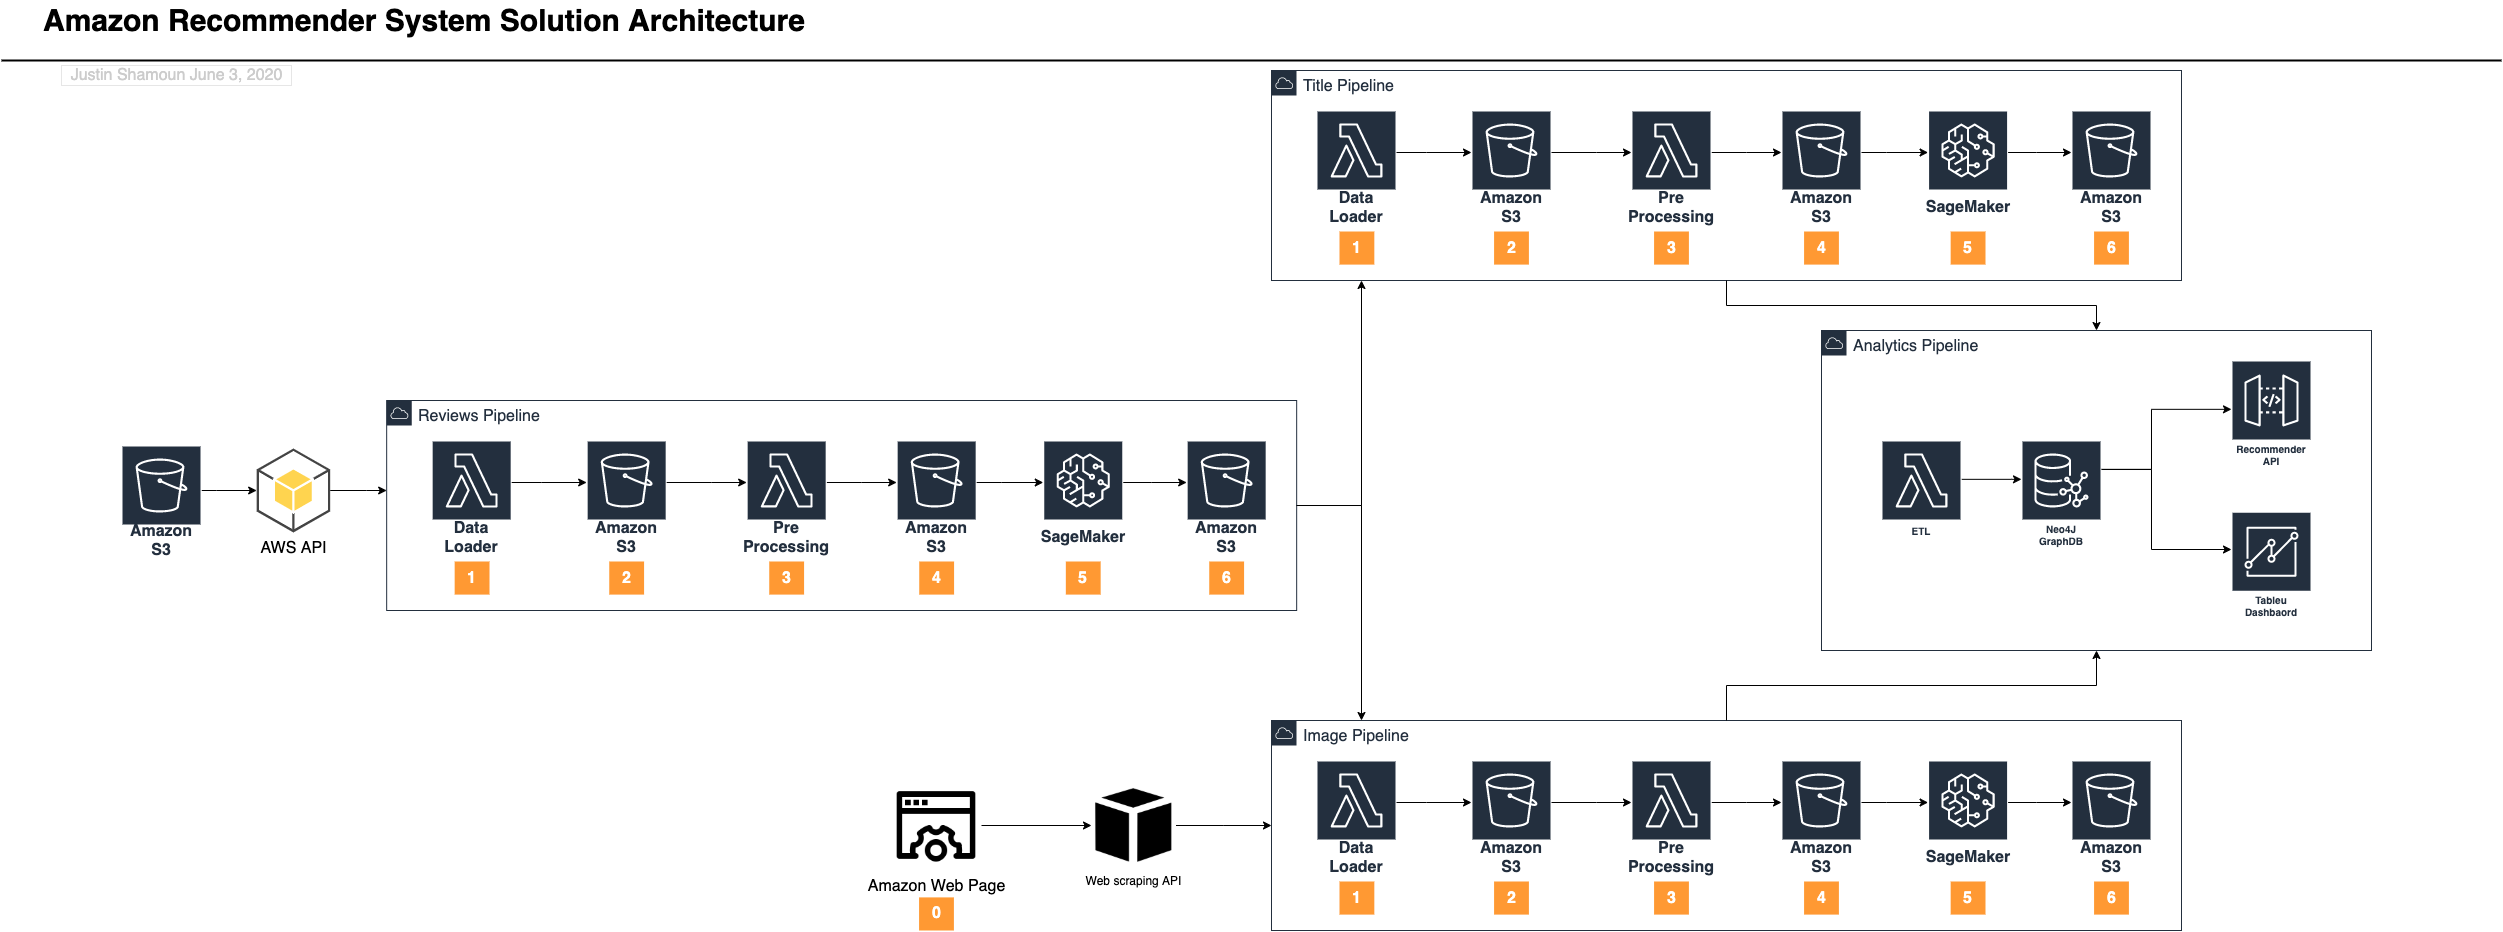 Amazon Recommender System Solution Architecture
Justin Shamoun June 3, 2020
Title Pipeline
Data
Loader
1
Amazon
S3
2
Pre
Processing
3
Amazon
S3
4
SageMaker
5
Amazon
S3
6
Amazon
S3
AWS API
Reviews Pipeline
Data
Loader
1
Amazon
S3
2
Pre
Processing
3
Amazon
S3
4
SageMaker
5
Amazon
S3
6
Analytics Pipeline
ETL
Neo4J
GraphDB
</>
Recommender
API
Tableu
Dashbaord
Amazon Web Page
0
Web scraping API
Image Pipeline
Data
Loader
1
Amazon
S3
2
Pre
Processing
3
Amazon
S3
4
SageMaker
5
Amazon
S3
6